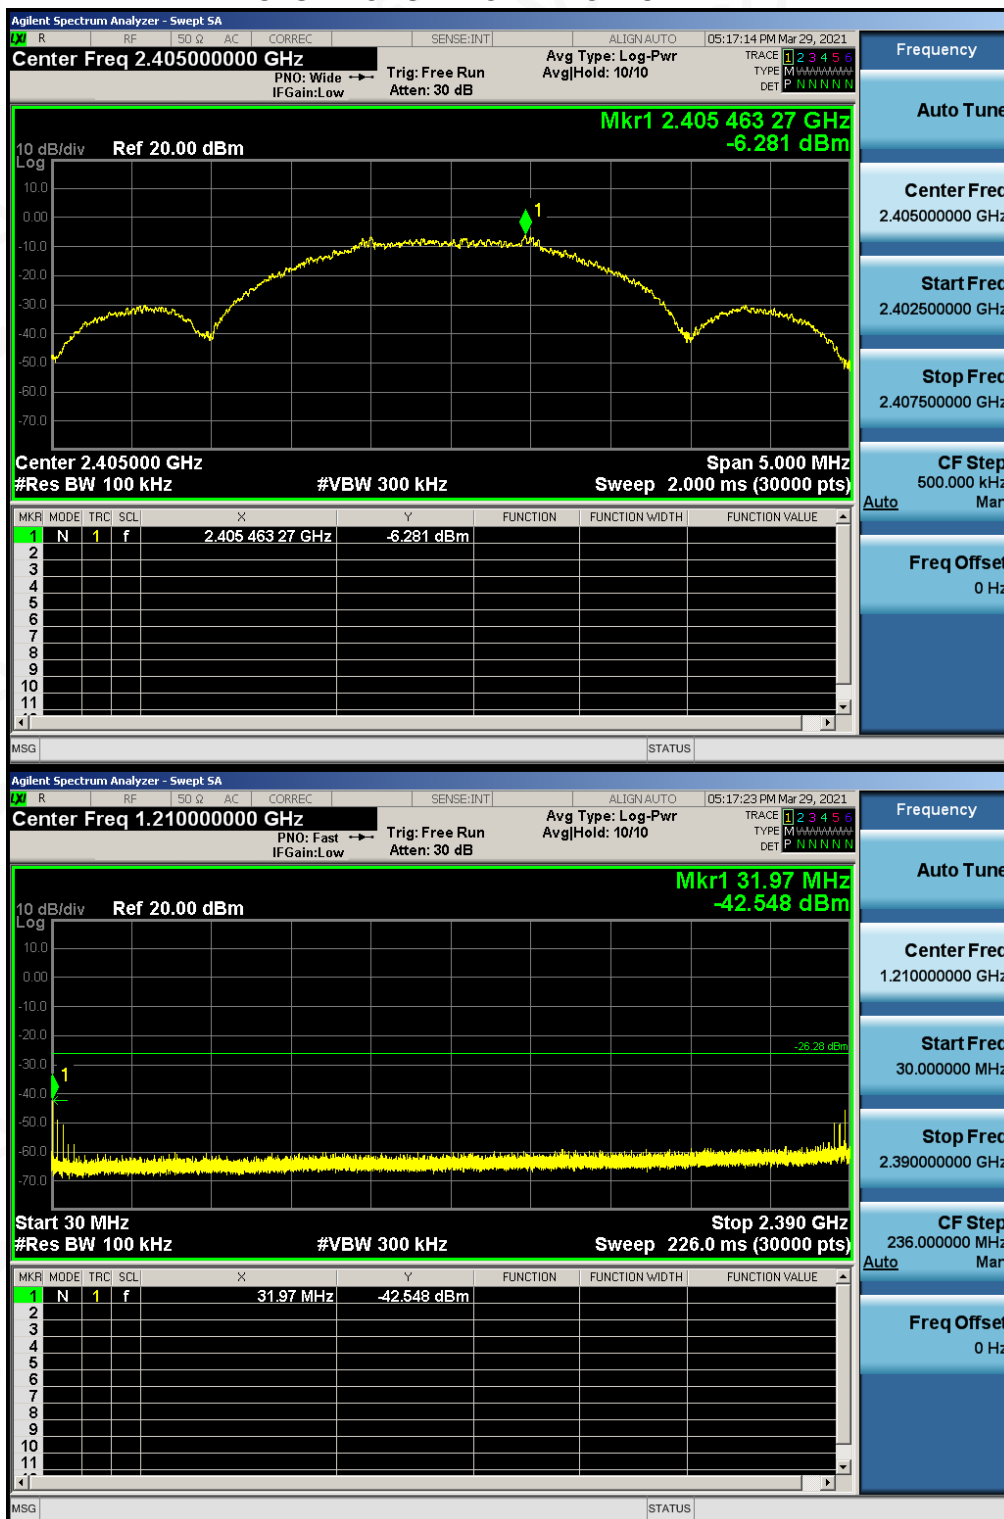 Agilent Spectrum Analyzer - Swept SA
LXI R RF 50 Ω AC CORREC SENSE:INT ALIGN AUTO 05:17:14 PM Mar 29, 2021
Center Freq 2.405000000 GHz
PNO: Wide
IFGain:Low
Trig: Free Run
Atten: 30 dB
Avg Type: Log-Pwr
Avg|Hold: 10/10
TRACE 1 2 3 4 5 6
TYPE M
DET P N N N N N
Mkr1 2.405 463 27 GHz
-6.281 dBm
10 dB/div Ref 20.00 dBm
Log
10.0
0.00
-10.0
-20.0
-30.0
-40.0
-50.0
-60.0
-70.0
1
Center 2.405000 GHz Span 5.000 MHz
#Res BW 100 kHz #VBW 300 kHz Sweep 2.000 ms (30000 pts)
MKR MODE TRC SCL X Y FUNCTION FUNCTION WIDTH FUNCTION VALUE
1 N 1 f 2.405 463 27 GHz -6.281 dBm
2
3
4
5
6
7
8
9
10
11
MSG STATUS
Frequency
Auto Tune
Center Freq
2.405000000 GHz
Start Freq
2.402500000 GHz
Stop Freq
2.407500000 GHz
CF Step
500.000 kHz
Auto Man
Freq Offset
0 Hz
Agilent Spectrum Analyzer - Swept SA
LXI R RF 50 Ω AC CORREC SENSE:INT ALIGN AUTO 05:17:23 PM Mar 29, 2021
Center Freq 1.210000000 GHz
PNO: Fast
IFGain:Low
Trig: Free Run
Atten: 30 dB
Avg Type: Log-Pwr
Avg|Hold: 10/10
TRACE 1 2 3 4 5 6
TYPE M
DET P N N N N N
Mkr1 31.97 MHz
-42.548 dBm
10 dB/div Ref 20.00 dBm
Log
10.0
0.00
-10.0
-20.0
-30.0
-40.0
-50.0
-60.0
-70.0
-26.28 dBm
1
Start 30 MHz Stop 2.390 GHz
#Res BW 100 kHz #VBW 300 kHz Sweep 226.0 ms (30000 pts)
MKR MODE TRC SCL X Y FUNCTION FUNCTION WIDTH FUNCTION VALUE
1 N 1 f 31.97 MHz -42.548 dBm
2
3
4
5
6
7
8
9
10
11
MSG STATUS
Frequency
Auto Tune
Center Freq
1.210000000 GHz
Start Freq
30.000000 MHz
Stop Freq
2.390000000 GHz
CF Step
236.000000 MHz
Auto Man
Freq Offset
0 Hz